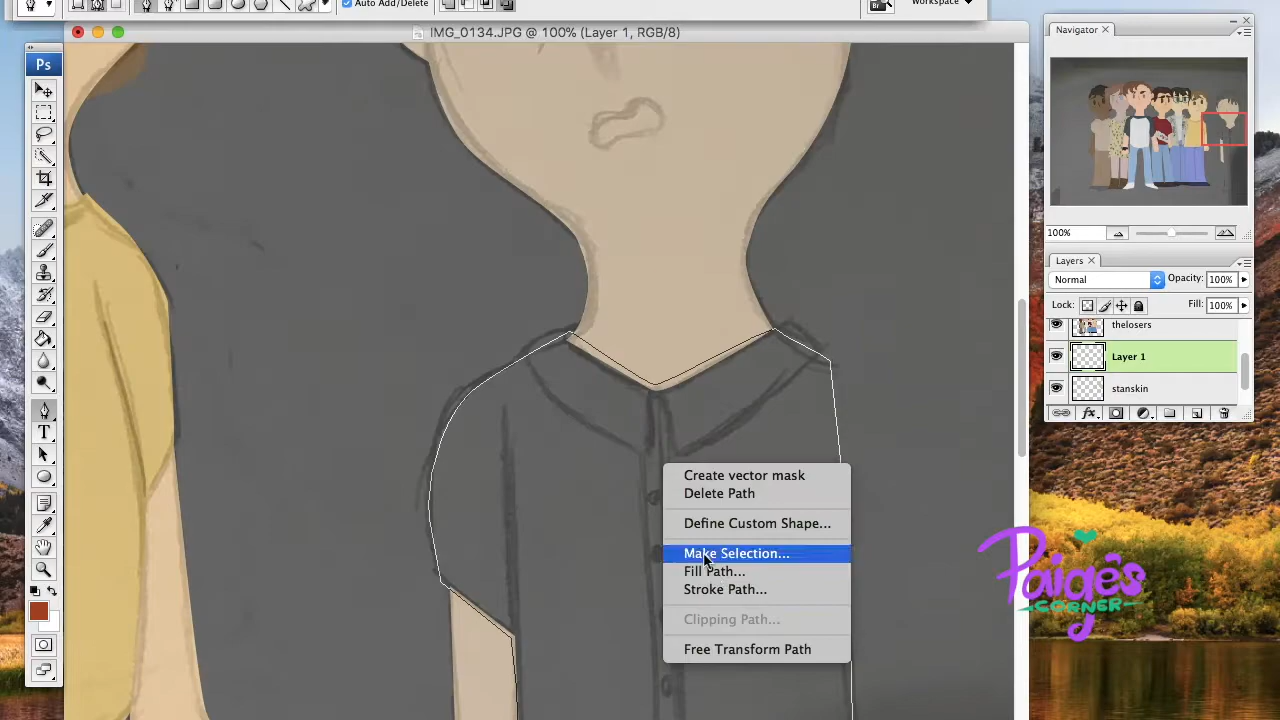 Auto Add/Delete
Br
Workspace
IMG_0134.JPG @ 100% (Layer 1, RGB/8)
Ps
T
Create vector mask
Delete Path
Define Custom Shape...
Make Selection...
Fill Path...
Stroke Path...
Clipping Path...
Free Transform Path
Navigator
100%
Layers
Normal
Opacity: 100%
Lock:
Fill: 100%
thelosers
Layer 1
stanskin
fx
Paige's
CORNER